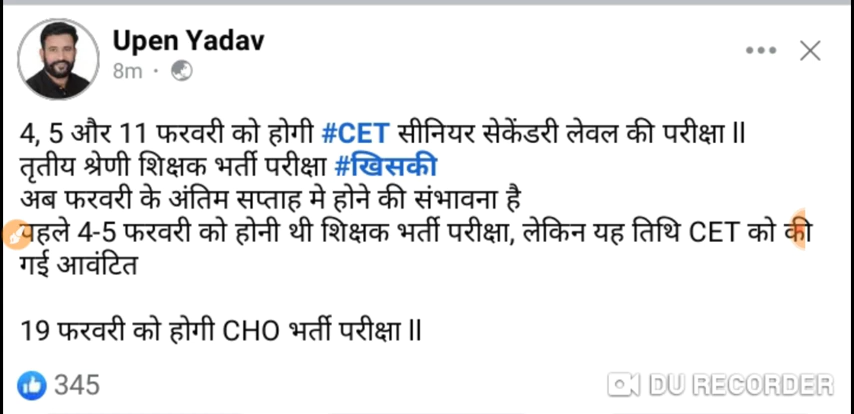 Upen Yadav
8m ·
4, 5 और 11 फरवरी को होगी #CET सीनियर सेकेंडरी लेवल की परीक्षा ll
तृतीय श्रेणी शिक्षक भर्ती परीक्षा #खिसकी
अब फरवरी के अंतिम सप्ताह मे होने की संभावना है
पहले 4-5 फरवरी को होनी थी शिक्षक भर्ती परीक्षा, लेकिन यह तिथि CET को की
गई आवंटित
19 फरवरी को होगी CHO भर्ती परीक्षा ll
345
DU RECORDER